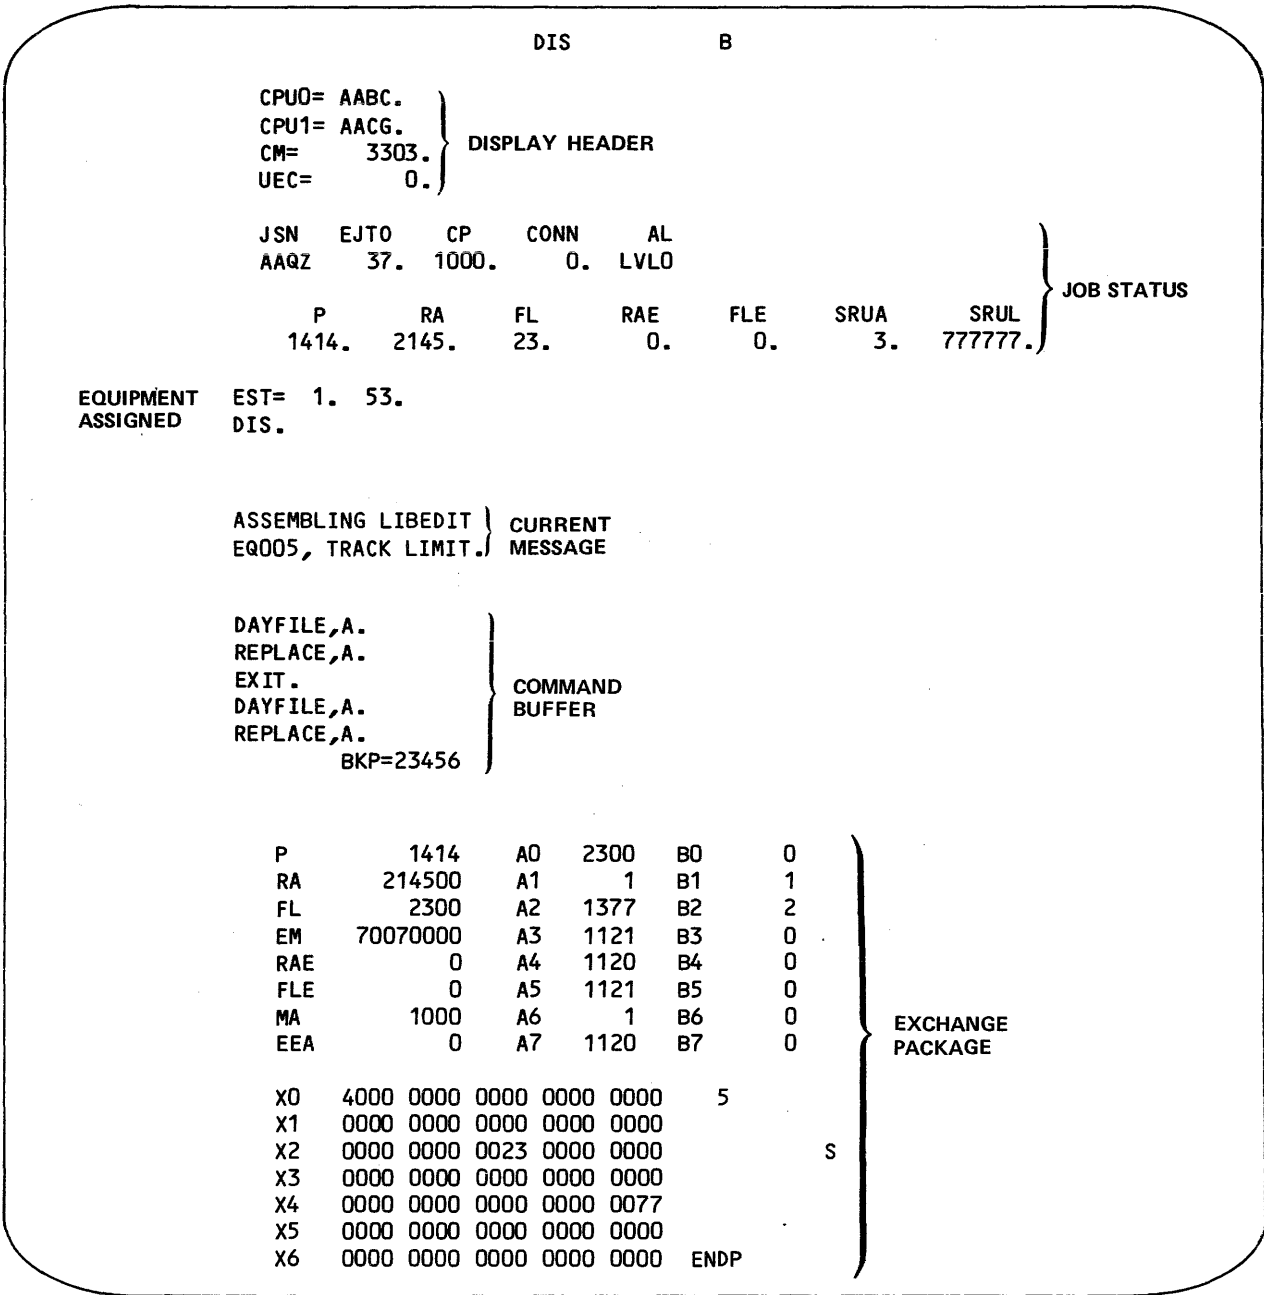 DIS B
CPU0= AABC.
CPU1= AACG.
CM= 3303.
UEC= 0.
DISPLAY HEADER
JSN EJTO CP CONN AL
AAQZ 37. 1000. 0. LVL0
P RA FL RAE FLE SRUA SRUL
1414. 2145. 23. 0. 0. 3. 777777.
JOB STATUS
EQUIPMENT
ASSIGNED
EST= 1. 53.
DIS.
ASSEMBLING LIBEDIT
EQ005, TRACK LIMIT.
CURRENT
MESSAGE
DAYFILE,A.
REPLACE,A.
EXIT.
DAYFILE,A.
REPLACE,A.
BKP=23456
COMMAND
BUFFER
P 1414 A0 2300 B0 0
RA 214500 A1 1 B1 1
FL 2300 A2 1377 B2 2
EM 70070000 A3 1121 B3 0
RAE 0 A4 1120 B4 0
FLE 0 A5 1121 B5 0
MA 1000 A6 1 B6 0
EEA 0 A7 1120 B7 0
X0 4000 0000 0000 0000 0000 5
X1 0000 0000 0000 0000 0000
X2 0000 0000 0023 0000 0000 S
X3 0000 0000 0000 0000 0000
X4 0000 0000 0000 0000 0077
X5 0000 0000 0000 0000 0000
X6 0000 0000 0000 0000 0000 ENDP
EXCHANGE
PACKAGE